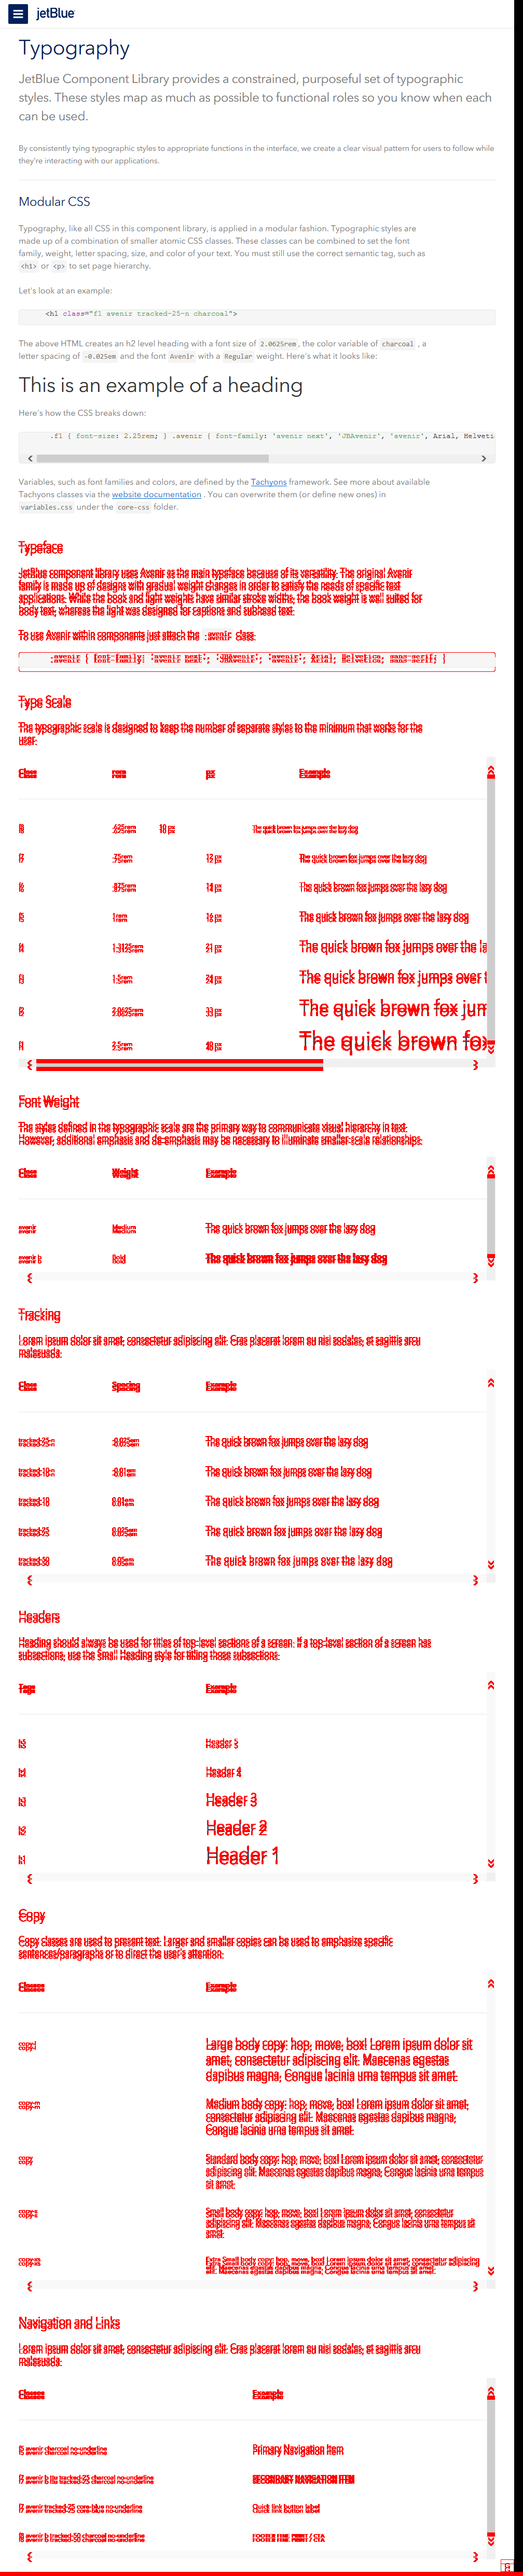 jetBlue
Typography
JetBlue Component Library provides a constrained, purposeful set of typographic
styles. These styles map as much as possible to functional roles so you know when each
can be used.
By consistently tying typographic styles to appropriate functions in the interface, we create a clear visual pattern for users to follow while
they're interacting with our applications.
Modular CSS
Typography, like all CSS in this component library, is applied in a modular fashion. Typographic styles are
made up of a combination of smaller atomic CSS classes. These classes can be combined to set the font
family, weight, letter spacing, size, and color of your text. You must still use the correct semantic tag, such as
<h1> or <p> to set page hierarchy.
Let's look at an example:
<h1 class="f1 avenir tracked-25-n charcoal">
The above HTML creates an h2 level heading with a font size of 2.0625rem, the color variable of charcoal , a
letter spacing of -0.025em and the font Avenir with a Regular weight. Here's what it looks like:
This is an example of a heading
Here's how the CSS breaks down:
.f1 { font-size: 2.25rem; } .avenir { font-family: 'avenir next', 'JBAvenir', 'avenir', Arial, Helveti
Variables, such as font families and colors, are defined by the Tachyons framework. See more about available
Tachyons classes via the website documentation . You can overwrite them (or define new ones) in
variables.css under the core-css folder.
Typeface
JetBlue component library uses Avenir as the main typeface because of its versatility. The original Avenir
family is made up of designs with gradual weight changes in order to satisfy the needs of specific text
applications. While the book and light weights have similar stroke widths, the book weight is well suited for
body text, whereas the light was designed for captions and subhead text.
To use Avenir within components just attach the .avenir class:
.avenir { font-family: 'avenir next', 'JBAvenir', 'avenir', Arial, Helvetica, sans-serif; }
Type Scale
The typographic scale is designed to keep the number of separate styles to the minimum that works for the
user.
Class rem px Example
f8 .625rem 10 px The quick brown fox jumps over the lazy dog
f7 .75rem 12 px The quick brown fox jumps over the lazy dog
f6 .875rem 14 px The quick brown fox jumps over the lazy dog
f5 1rem 16 px The quick brown fox jumps over the lazy dog
f4 1.3125rem 21 px The quick brown fox jumps over the la
f3 1.5rem 24 px The quick brown fox jumps over t
f2 2.0625rem 33 px The quick brown fox jum
f1 2.5rem 40 px The quick brown fo
Font Weight
The styles defined in the typographic scale are the primary way to communicate visual hierarchy in text.
However, additional emphasis and de-emphasis may be necessary to illuminate smaller-scale relationships.
Class Weight Example
avenir Medium The quick brown fox jumps over the lazy dog
avenir b Bold The quick brown fox jumps over the lazy dog
Tracking
Lorem ipsum dolor sit amet, consectetur adipiscing elit. Cras placerat lorem eu nisi sodales, et sagittis arcu
malesuada.
Class Spacing Example
tracked-25-n -0.025em The quick brown fox jumps over the lazy dog
tracked-10-n -0.01em The quick brown fox jumps over the lazy dog
tracked-10 0.01em The quick brown fox jumps over the lazy dog
tracked-25 0.025em The quick brown fox jumps over the lazy dog
tracked-50 0.05em The quick brown fox jumps over the lazy dog
Headers
Heading should always be used for titles of top-level sections of a screen. If a top-level section of a screen has
subsections, use the Small Heading style for titling those subsections.
Tags Example
h5 Header 5
h4 Header 4
h3 Header 3
h2 Header 2
h1 Header 1
Copy
Copy classes are used to present text. Larger and smaller copies can be used to emphasize specific
sentences/paragraphs or to direct the user's attention.
Classes Example
copy-l Large body copy: hop, move, box! Lorem ipsum dolor sit
amet, consectetur adipiscing elit. Maecenas egestas
dapibus magna, Congue lacinia urna tempus sit amet.
copy-m Medium body copy: hop, move, box! Lorem ipsum dolor sit amet,
consectetur adipiscing elit. Maecenas egestas dapibus magna,
Congue lacinia urna tempus sit amet.
copy Standard body copy: hop, move, box! Lorem ipsum dolor sit amet, consectetur
adipiscing elit. Maecenas egestas dapibus magna, Congue lacinia urna tempus
sit amet.
copy-s Small body copy: hop, move, box! Lorem ipsum dolor sit amet, consectetur
adipiscing elit. Maecenas egestas dapibus magna, Congue lacinia urna tempus sit
amet.
copy-xs Extra Small body copy: hop, move, box! Lorem ipsum dolor sit amet, consectetur adipiscing
elit. Maecenas egestas dapibus magna, Congue lacinia urna tempus sit amet.
Navigation and Links
Lorem ipsum dolor sit amet, consectetur adipiscing elit. Cras placerat lorem eu nisi sodales, et sagittis arcu
malesuada.
Classes Example
f5 avenir charcoal no-underline Primary Navigation Item
f7 avenir b ttu tracked-25 charcoal no-underline SECONDARY NAVIGATION ITEM
f7 avenir tracked-25 core-blue no-underline Quick link button label
f8 avenir b tracked-50 charcoal no-underline FOOTER FINE PRINT / CTA